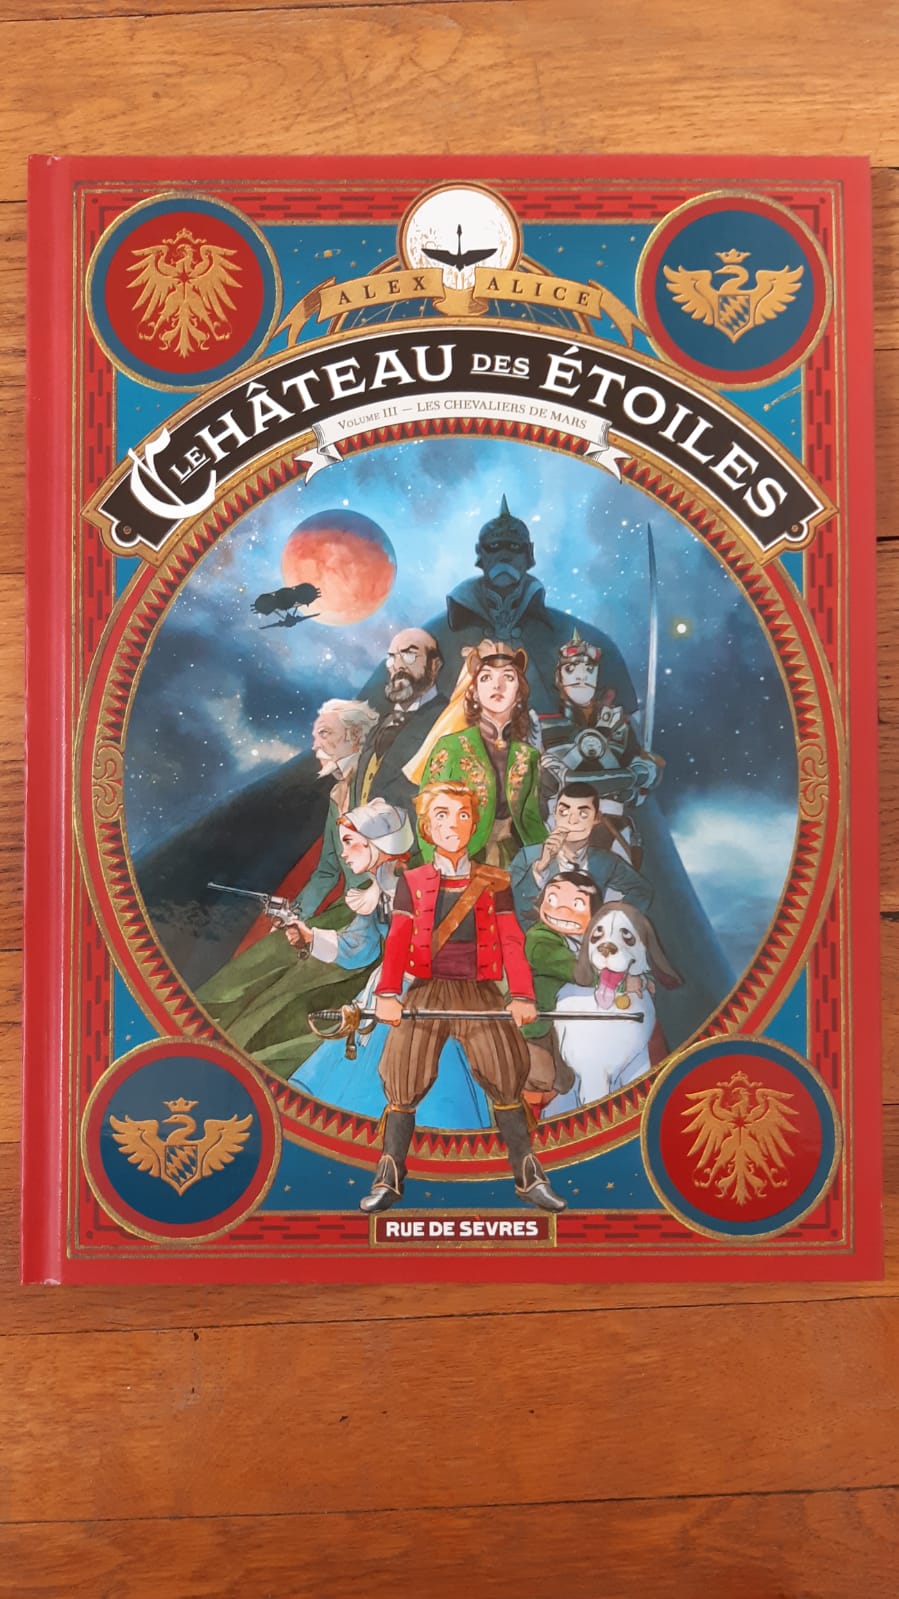 ALEX ALICE
LE CHÂTEAU DES ÉTOILES
VOLUME III – LES CHEVALIERS DE MARS
RUE DE SEVRES